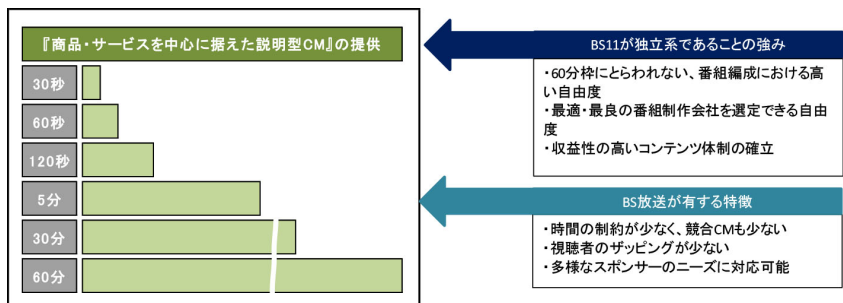 『商品・サービスを中心に据えた説明型CM』の提供
30秒
60秒
120秒
5分
30分
60分
BS11が独立系であることの強み
・60分枠にとらわれない、番組編成における高
い自由度
・最適・最良の番組制作会社を選定できる自由
度
・収益性の高いコンテンツ体制の確立
BS放送が有する特徴
・時間の制約が少なく、競合CMも少ない
・視聴者のザッピングが少ない
・多様なスポンサーのニーズに対応可能